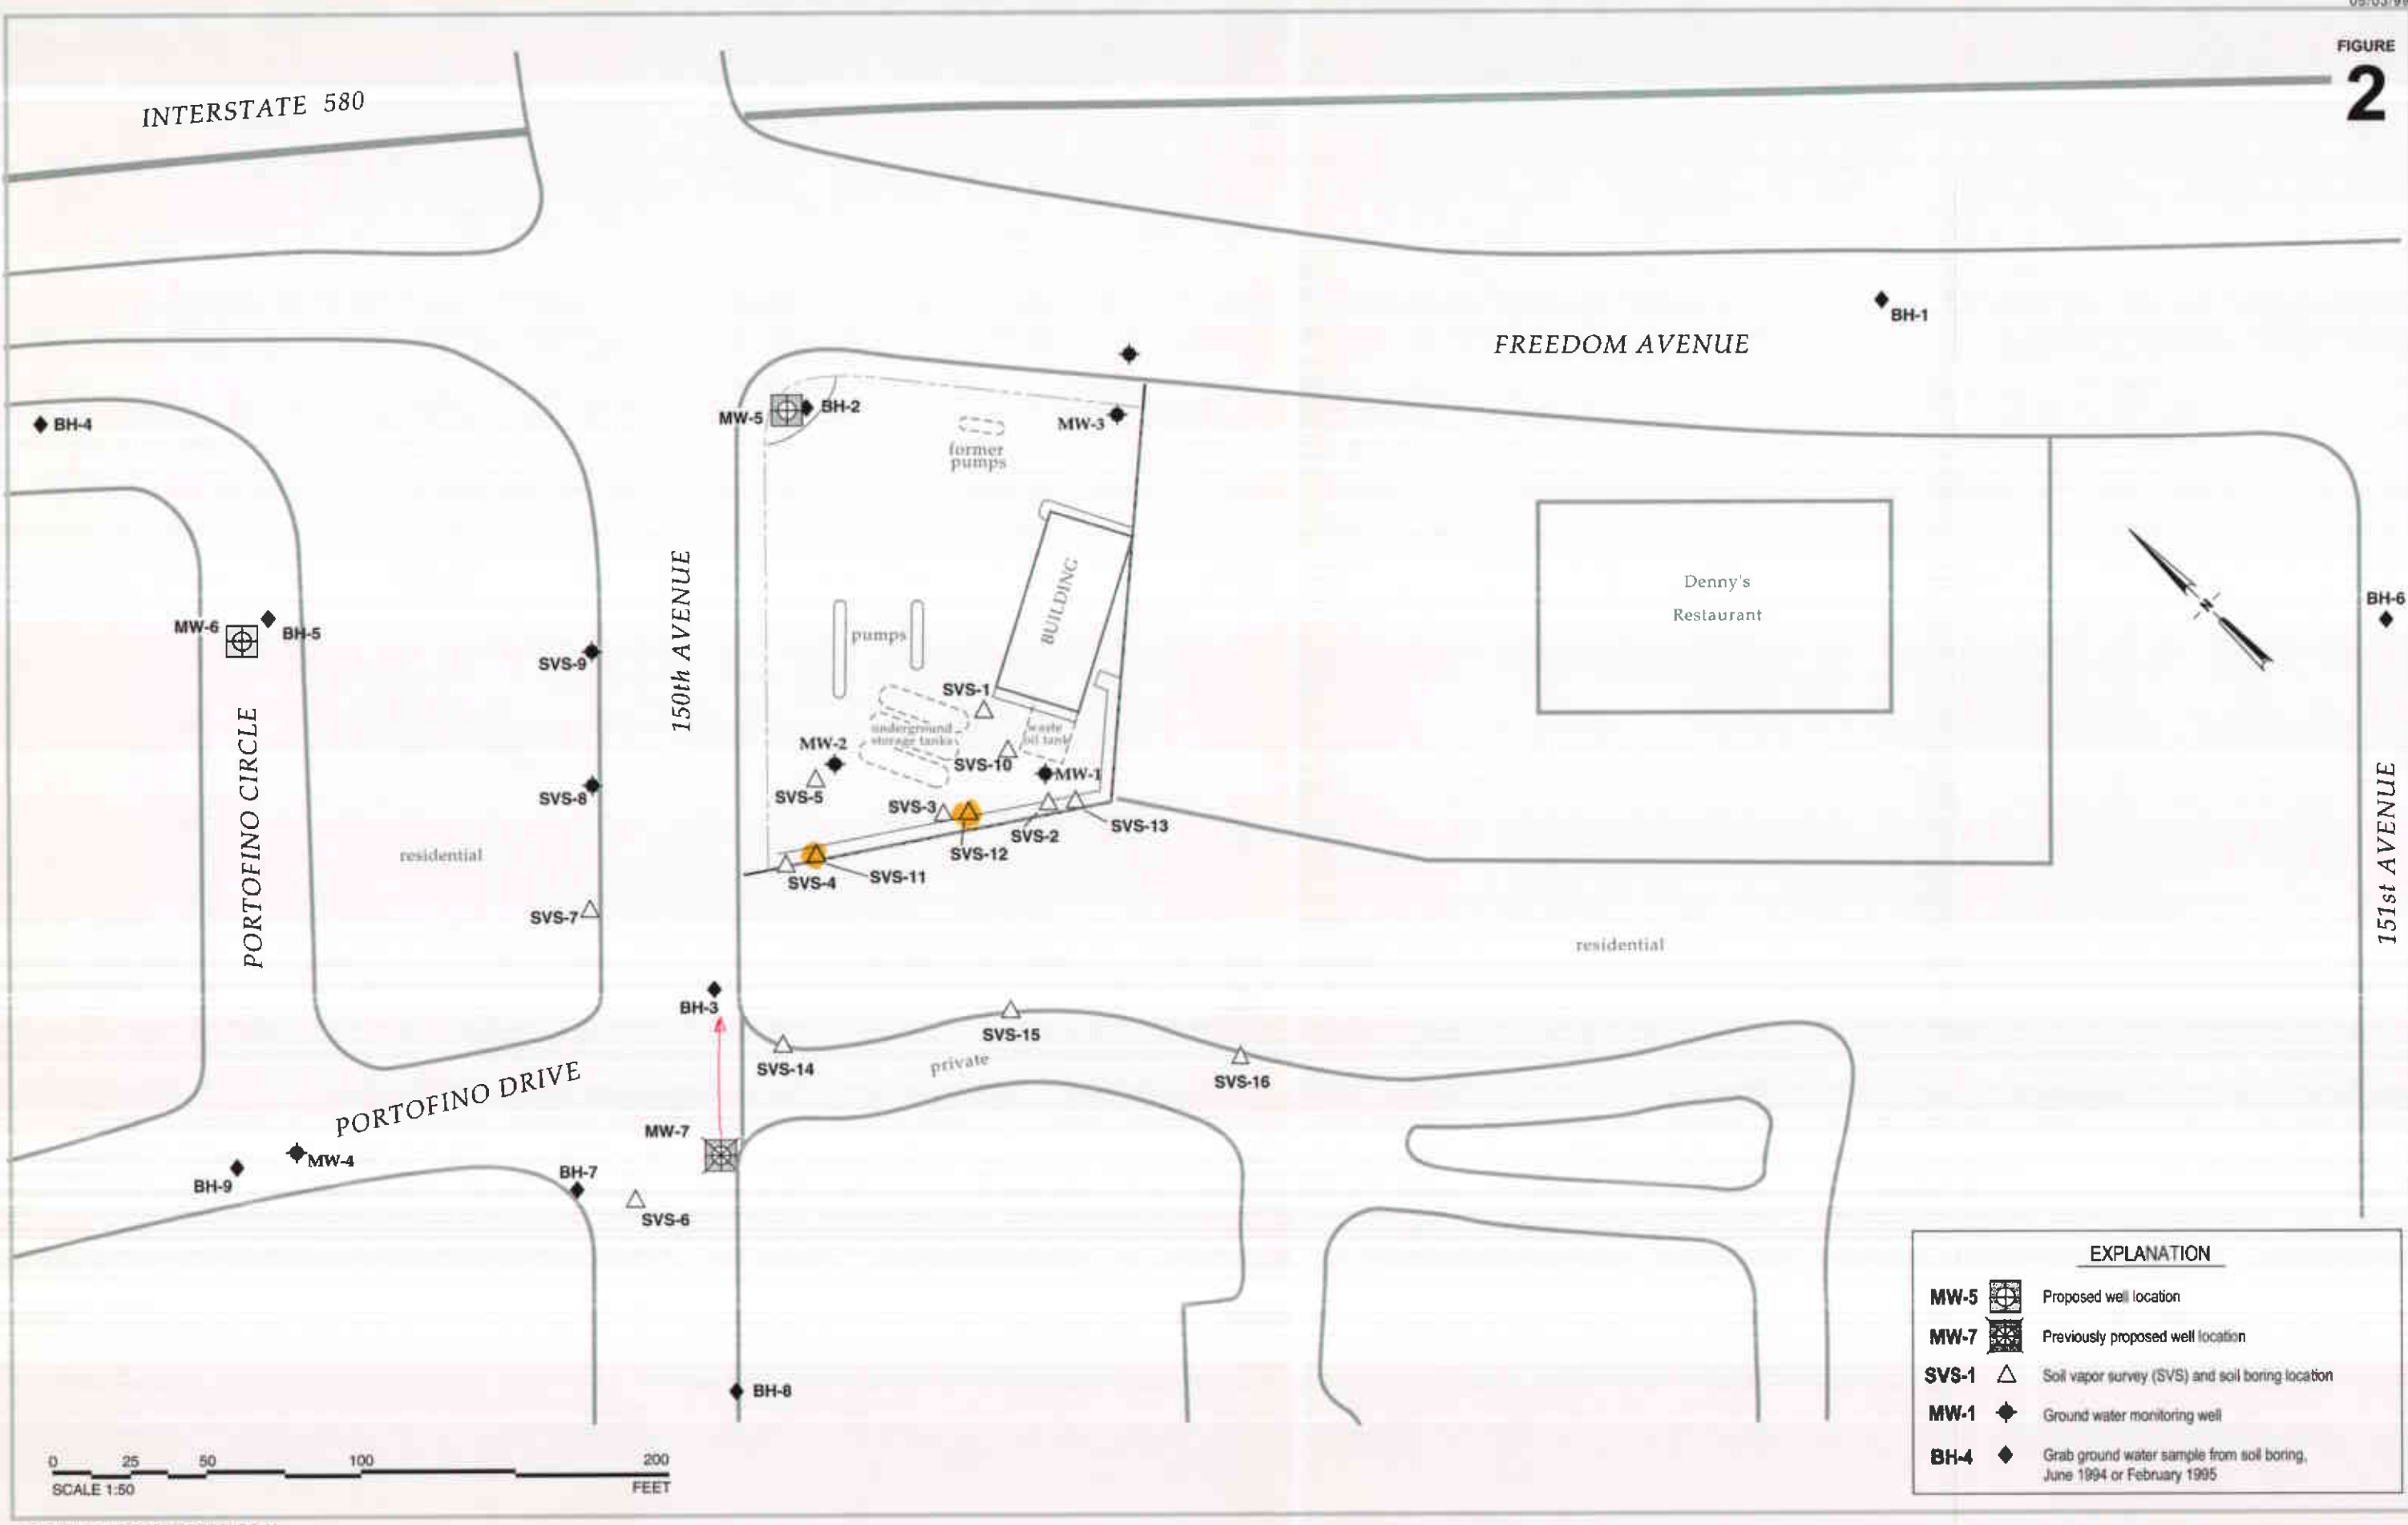 05/03/99
FIGURE
2
INTERSTATE 580
FREEDOM AVENUE
BH-1
BH-4
MW-5
BH-2
MW-3
former
pumps
150th AVENUE
BUILDING
Denny's
Restaurant
BH-6
MW-6
BH-5
SVS-9
pumps
PORTOFINO CIRCLE
SVS-1
underground
storage tanks
waste
oil tank
MW-2
SVS-10
MW-1
SVS-5
SVS-8
SVS-3
SVS-13
SVS-2
SVS-12
SVS-11
SVS-4
residential
N
151st AVENUE
SVS-7
residential
BH-3
SVS-15
SVS-14
private
SVS-16
PORTOFINO DRIVE
MW-7
MW-4
BH-9
BH-7
SVS-6
BH-8
EXPLANATION
MW-5 Proposed well location
MW-7 Previously proposed well location
SVS-1 Soil vapor survey (SVS) and soil boring location
MW-1 Ground water monitoring well
BH-4 Grab ground water sample from soil boring,
June 1994 or February 1995
0 25 50 100 200
SCALE 1:50 FEET